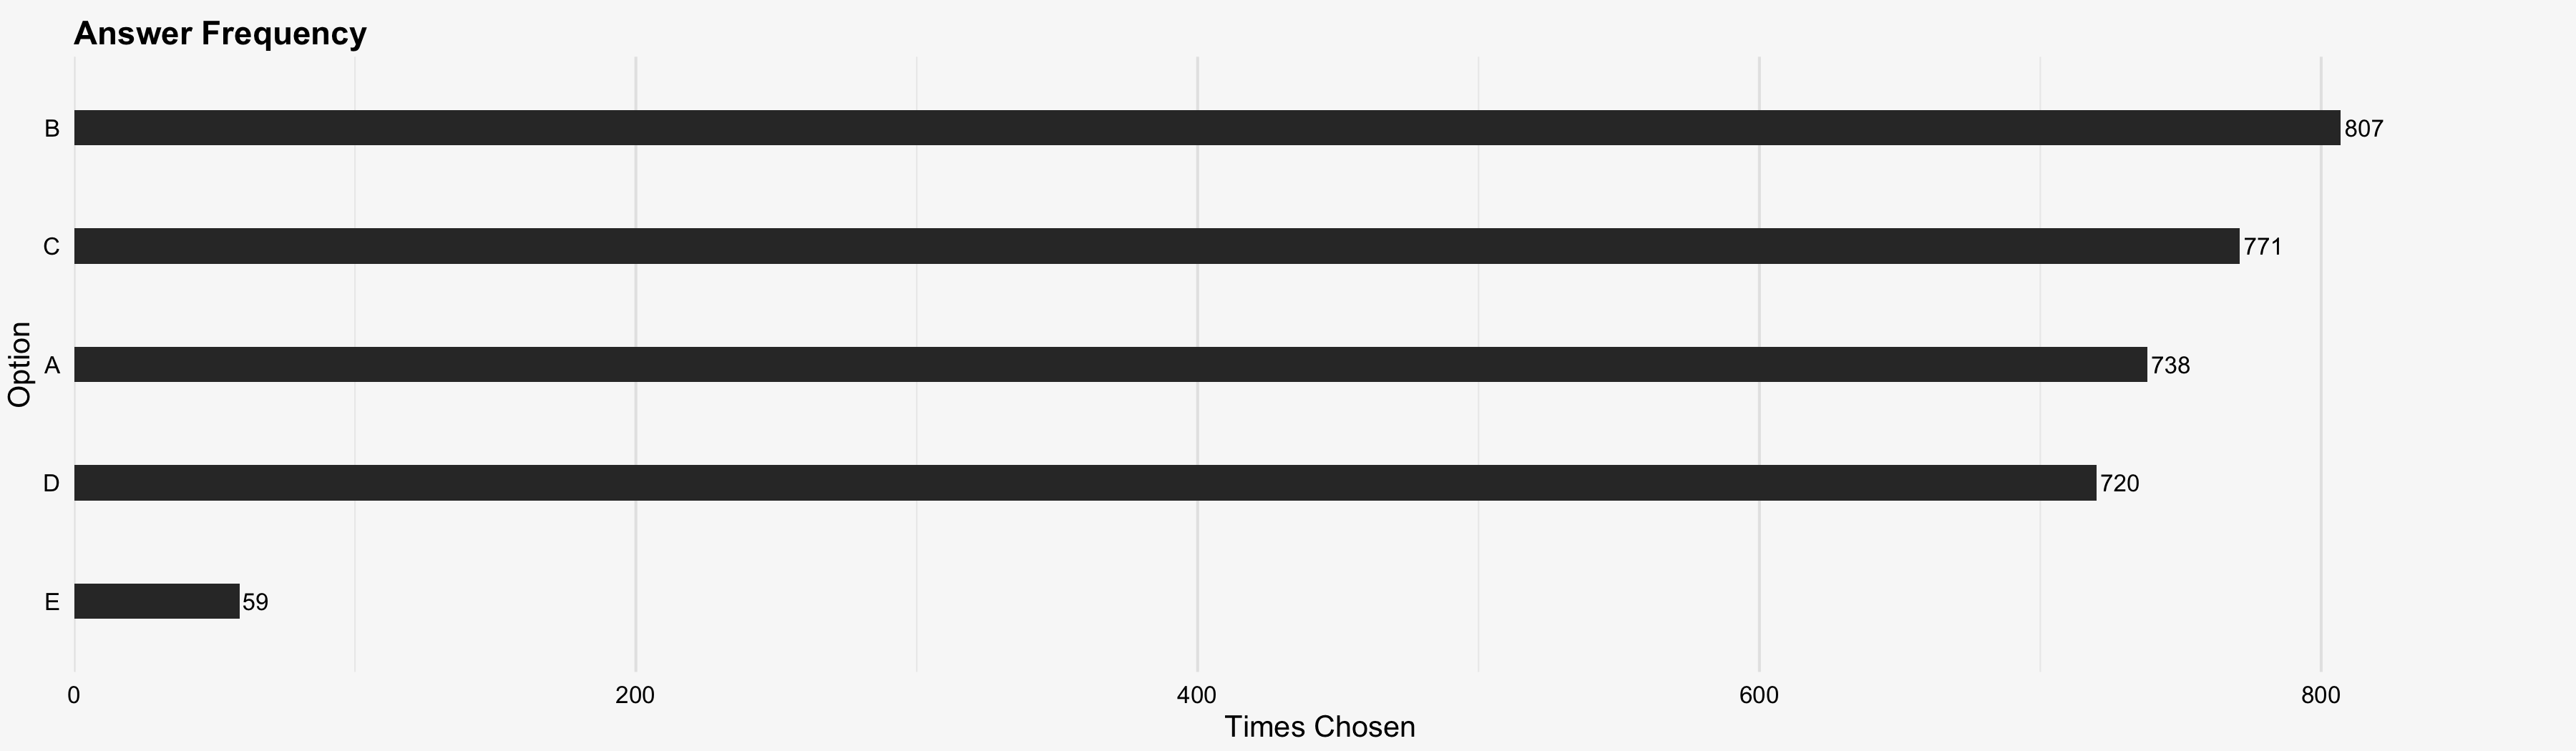 Answer Frequency
B
807
C
771
A
738
D
720
E
59
Option
0
200
400
600
800
Times Chosen